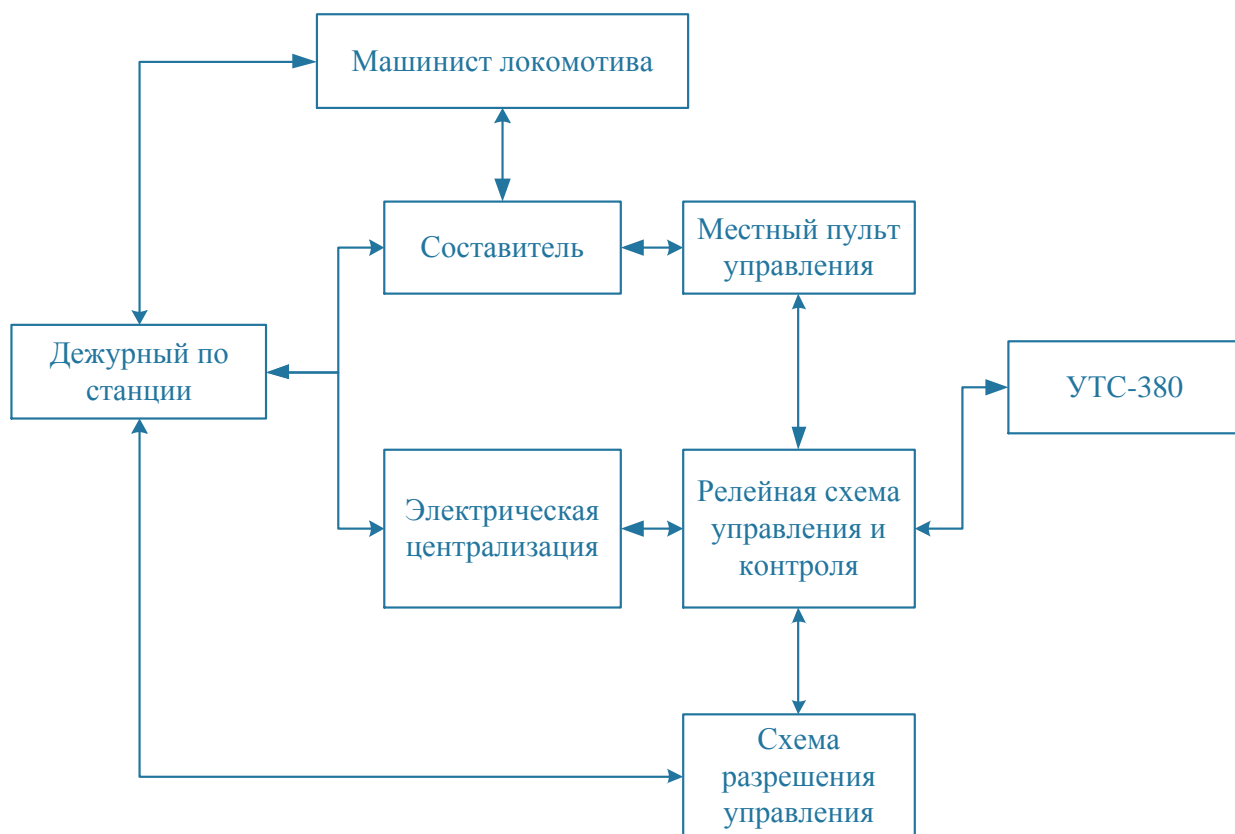 Машинист локомотива
Составитель
Местный пульт
управления
Дежурный по
станции
УТС-380
Электрическая
централизация
Релейная схема
управления и
контроля
Схема
разрешения
управления